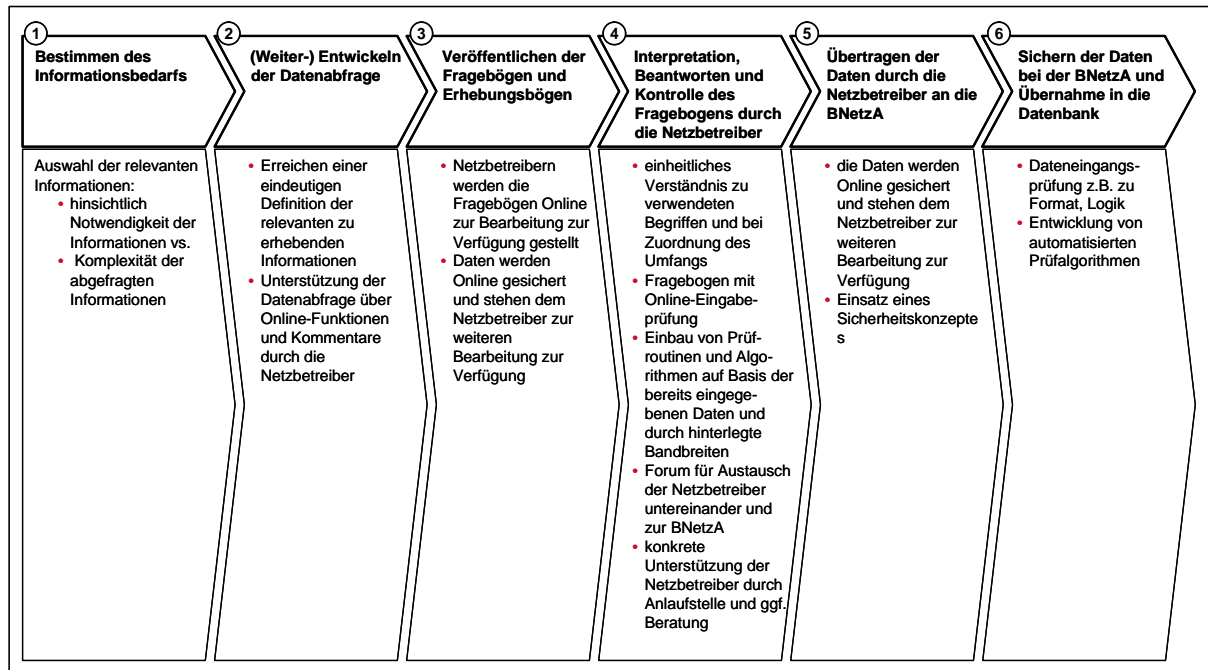 1
Bestimmen des
Informationsbedarfs
Auswahl der relevanten
Informationen:
• hinsichtlich
Notwendigkeit der
Informationen vs.
• Komplexität der
abgefragten
Informationen
2
(Weiter-) Entwickeln
der Datenabfrage
• Erreichen einer
eindeutigen
Definition der
relevanten zu
erhebenden
Informationen
• Unterstützung der
Datenabfrage über
Online-Funktionen
und Kommentare
durch die
Netzbetreiber
3
Veröffentlichen der
Fragebögen und
Erhebungsbögen
• Netzbetreibern
werden die
Fragebögen Online
zur Bearbeitung zur
Verfügung gestellt
• Daten werden
Online gesichert
und stehen dem
Netzbetreiber zur
weiteren
Bearbeitung zur
Verfügung
4
Interpretation,
Beantworten und
Kontrolle des
Fragebogens durch
die Netzbetreiber
• einheitliches
Verständnis zu
verwendeten
Begriffen und bei
Zuordnung des
Umfangs
• Fragebogen mit
Online-Eingabe-
prüfung
• Einbau von Prüf-
routinen und Algo-
rithmen auf Basis der
bereits eingege-
benen Daten und
durch hinterlegte
Bandbreiten
• Forum für Austausch
der Netzbetreiber
untereinander und
zur BNetzA
• konkrete
Unterstützung der
Netzbetreiber durch
Anlaufstelle und ggf.
Beratung
5
Übertragen der
Daten durch die
Netzbetreiber an die
BNetzA
• die Daten werden
Online gesichert
und stehen dem
Netzbetreiber zur
weiteren
Bearbeitung zur
Verfügung
• Einsatz eines
Sicherheitskonzepte
s
6
Sichern der Daten
bei der BNetzA und
Übernahme in die
Datenbank
• Dateneingangs-
prüfung z.B. zu
Format, Logik
• Entwicklung von
automatisierten
Prüfalgorithmen